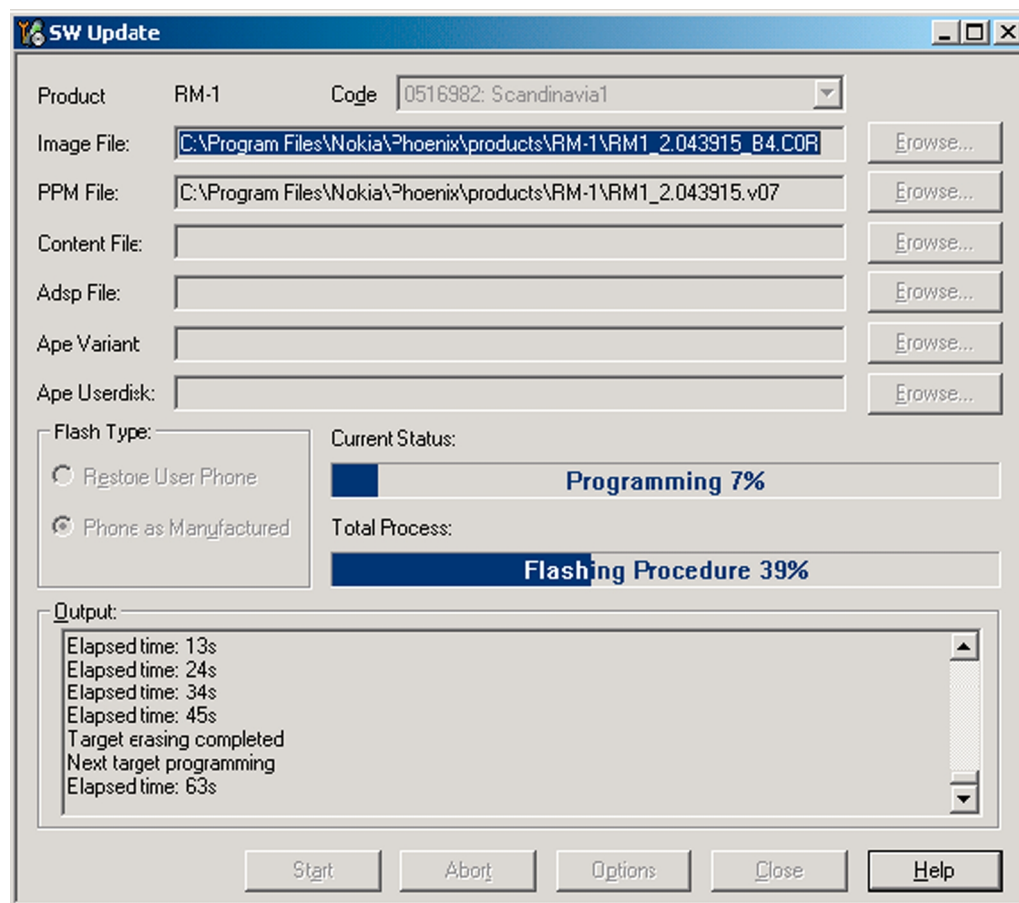 SW Update
Product RM-1 Code 0516982: Scandinavia1
Image File: C:\Program Files\Nokia\Phoenix\products\RM-1\RM1_2.043915_B4.C0R Browse...
PPM File: C:\Program Files\Nokia\Phoenix\products\RM-1\RM1_2.043915.v07 Browse...
Content File: Browse...
Adsp File: Browse...
Ape Variant Browse...
Ape Userdisk: Browse...
Flash Type:
Restore User Phone
Phone as Manufactured
Current Status:
Programming 7%
Total Process:
Flashing Procedure 39%
Output:
Elapsed time: 13s
Elapsed time: 24s
Elapsed time: 34s
Elapsed time: 45s
Target erasing completed
Next target programming
Elapsed time: 63s
Start Abort Options Close Help